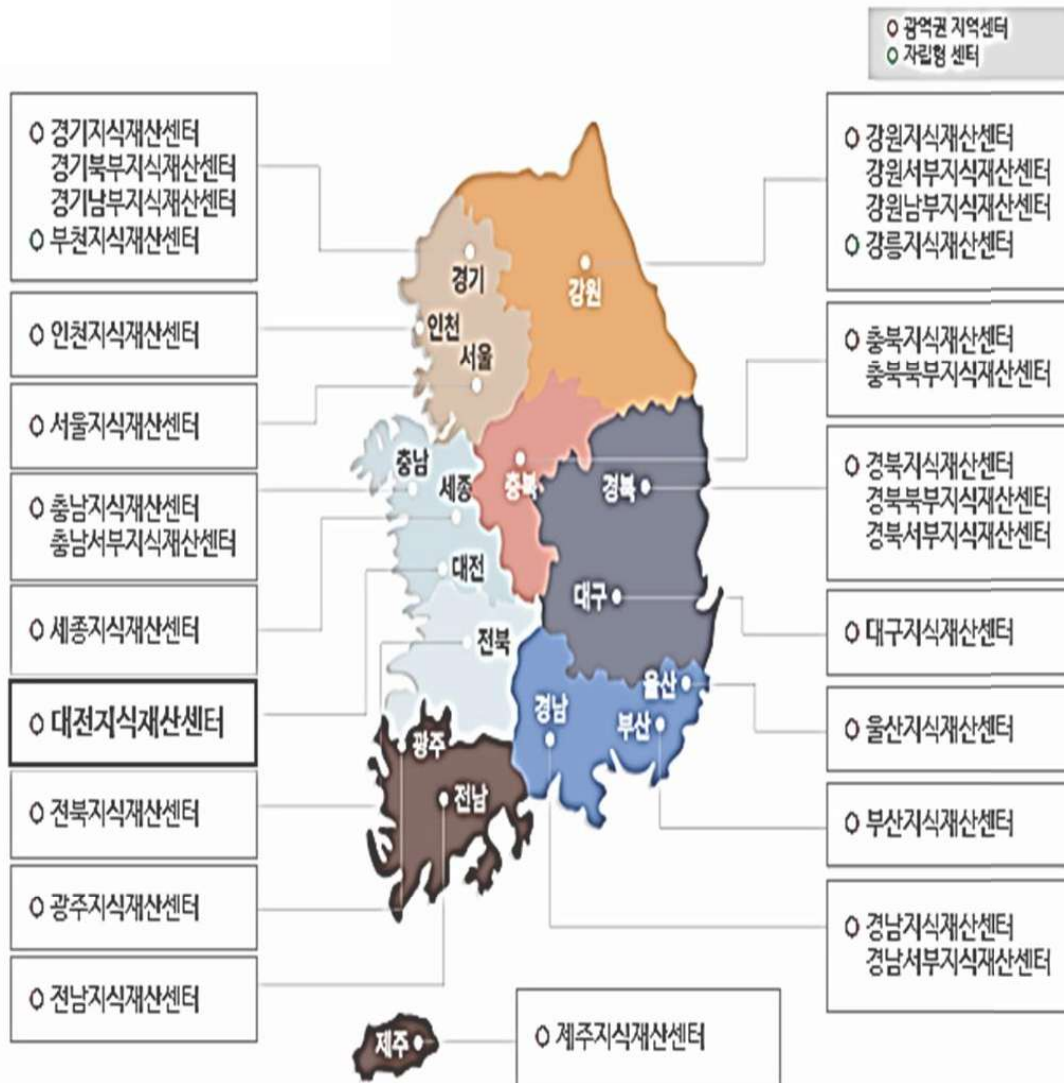 광역권 지역센터
자립형 센터
경기지식재산센터
경기북부지식재산센터
경기남부지식재산센터
부천지식재산센터
인천지식재산센터
서울지식재산센터
충남지식재산센터
충남서부지식재산센터
세종지식재산센터
대전지식재산센터
전북지식재산센터
광주지식재산센터
전남지식재산센터
경기
강원
인천
서울
충남
세종
충북
경북
대전
대구
전북
울산
경남
부산
광주
전남
제주
강원지식재산센터
강원서부지식재산센터
강원남부지식재산센터
강릉지식재산센터
충북지식재산센터
충북북부지식재산센터
경북지식재산센터
경북북부지식재산센터
경북서부지식재산센터
대구지식재산센터
울산지식재산센터
부산지식재산센터
경남지식재산센터
경남서부지식재산센터
제주지식재산센터